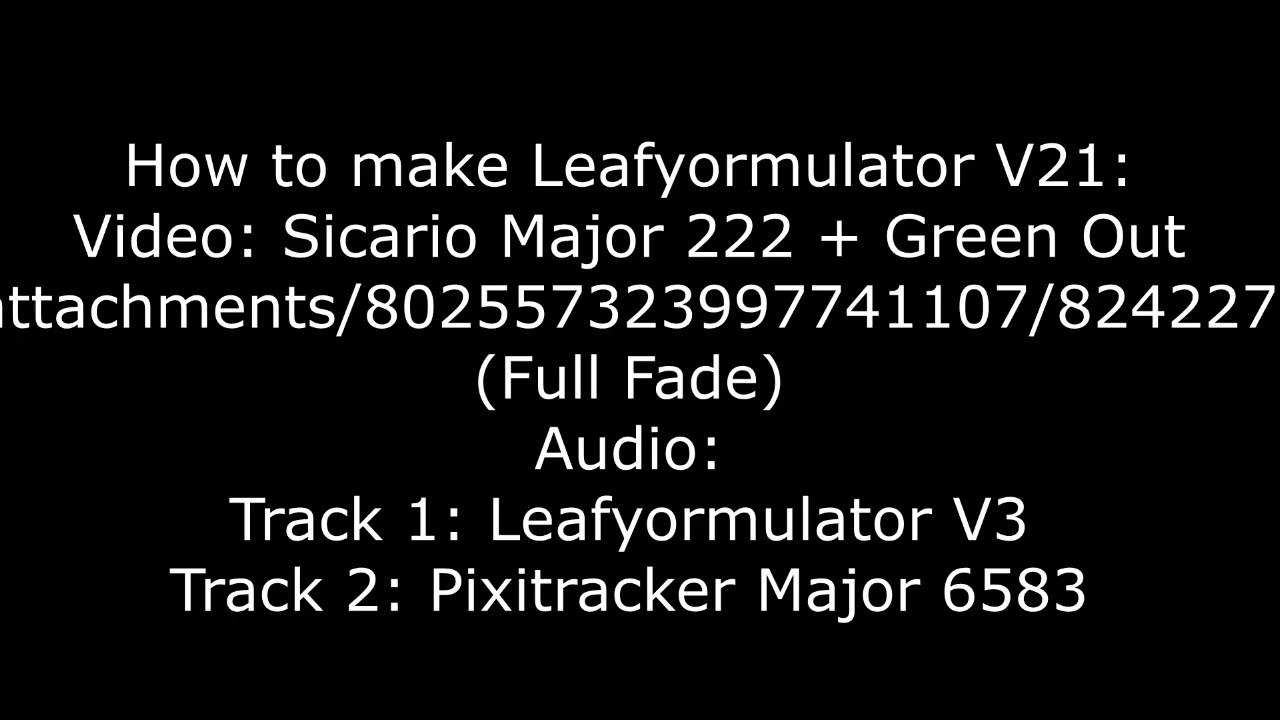 How to make Leafyormulator V21:
Video: Sicario Major 222 + Green Out
attachments/802557323997741107/824227
(Full Fade)
Audio:
Track 1: Leafyormulator V3
Track 2: Pixitracker Major 6583